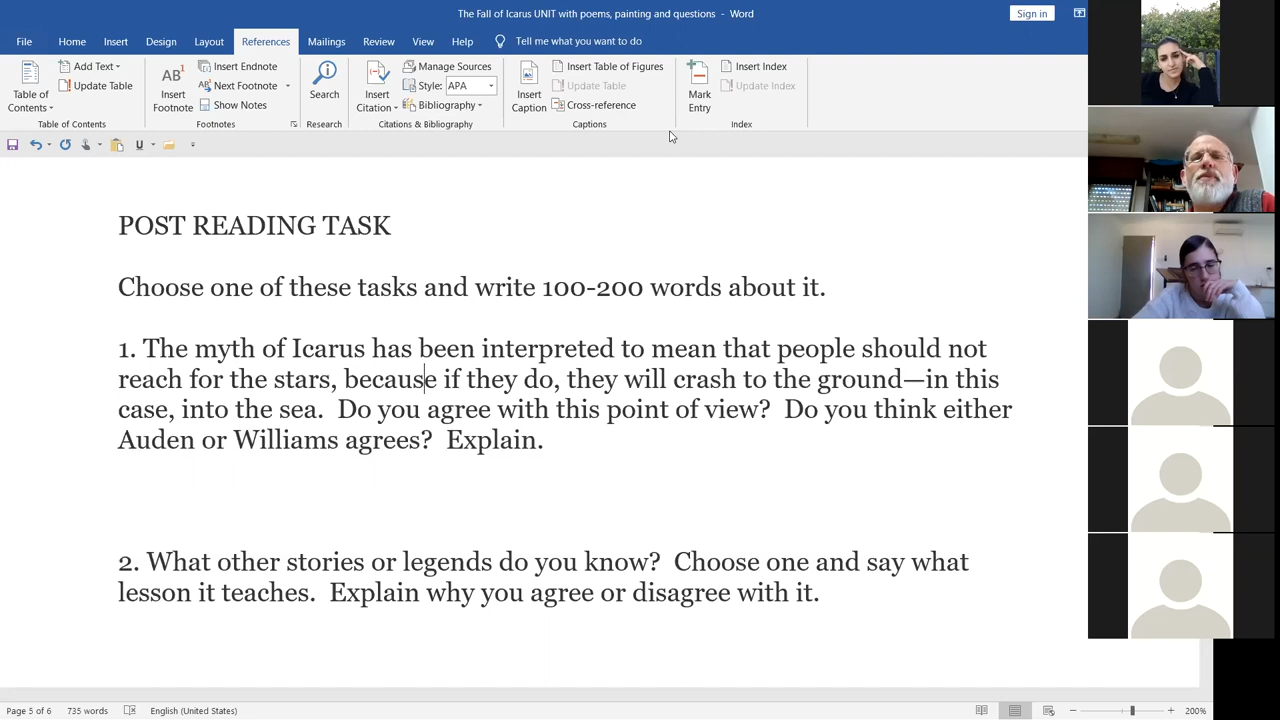 The Fall of Icarus UNIT with poems, painting and questions - Word
Sign in
File Home Insert Design Layout References Mailings Review View Help Tell me what you want to do
Table of Contents
Add Text
Update Table
Table of Contents
AB1
Insert Footnote
Insert Endnote
Next Footnote
Show Notes
Footnotes
Search
Research
Insert Citation
Manage Sources
Style: APA
Bibliography
Citations & Bibliography
Insert Caption
Insert Table of Figures
Update Table
Cross-reference
Captions
Mark Entry
Insert Index
Update Index
Index
POST READING TASK
Choose one of these tasks and write 100-200 words about it.
1. The myth of Icarus has been interpreted to mean that people should not
reach for the stars, because if they do, they will crash to the ground—in this
case, into the sea. Do you agree with this point of view? Do you think either
Auden or Williams agrees? Explain.
2. What other stories or legends do you know? Choose one and say what
lesson it teaches. Explain why you agree or disagree with it.
Page 5 of 6 735 words English (United States) 200%